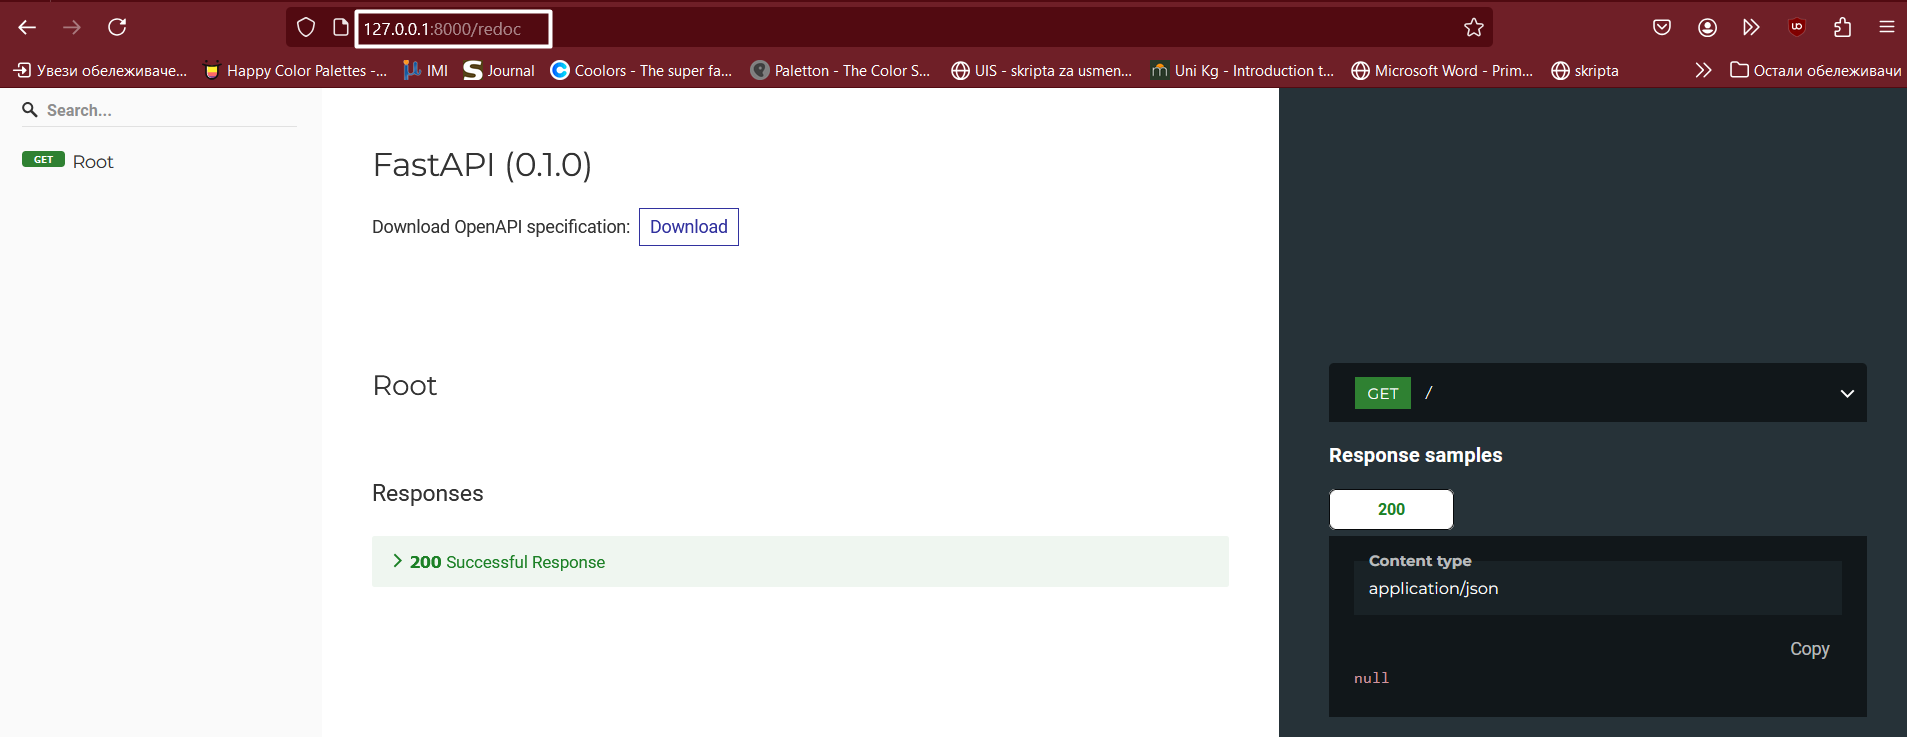 127.0.0.1:8000/redoc
Увези обележиваче... Happy Color Palettes -... IMI Journal Coolors - The super fa... Paletton - The Color S... UIS - skripta za usmen... Uni Kg - Introduction t... Microsoft Word - Prim... skripta Остали обележивачи
Search...
GET Root
FastAPI (0.1.0)
Download OpenAPI specification: Download
Root
Responses
200 Successful Response
GET /
Response samples
200
Content type
application/json
Copy
null